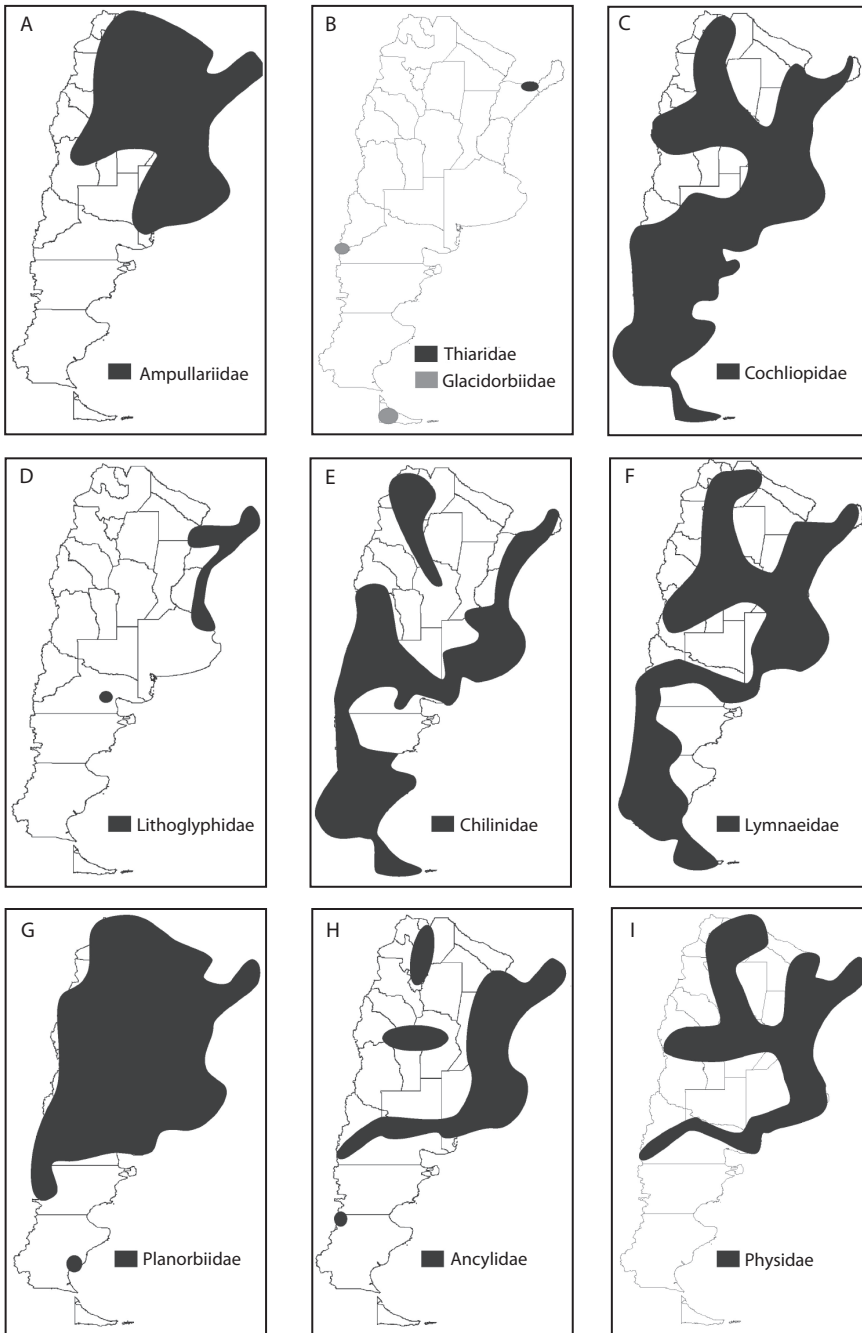 A
Ampullariidae
B
Thiaridae
Glacidorbiidae
C
Cochliopidae
D
Lithoglyphidae
E
Chilinidae
F
Lymnaeidae
G
Planorbiidae
H
Ancylidae
I
Physidae